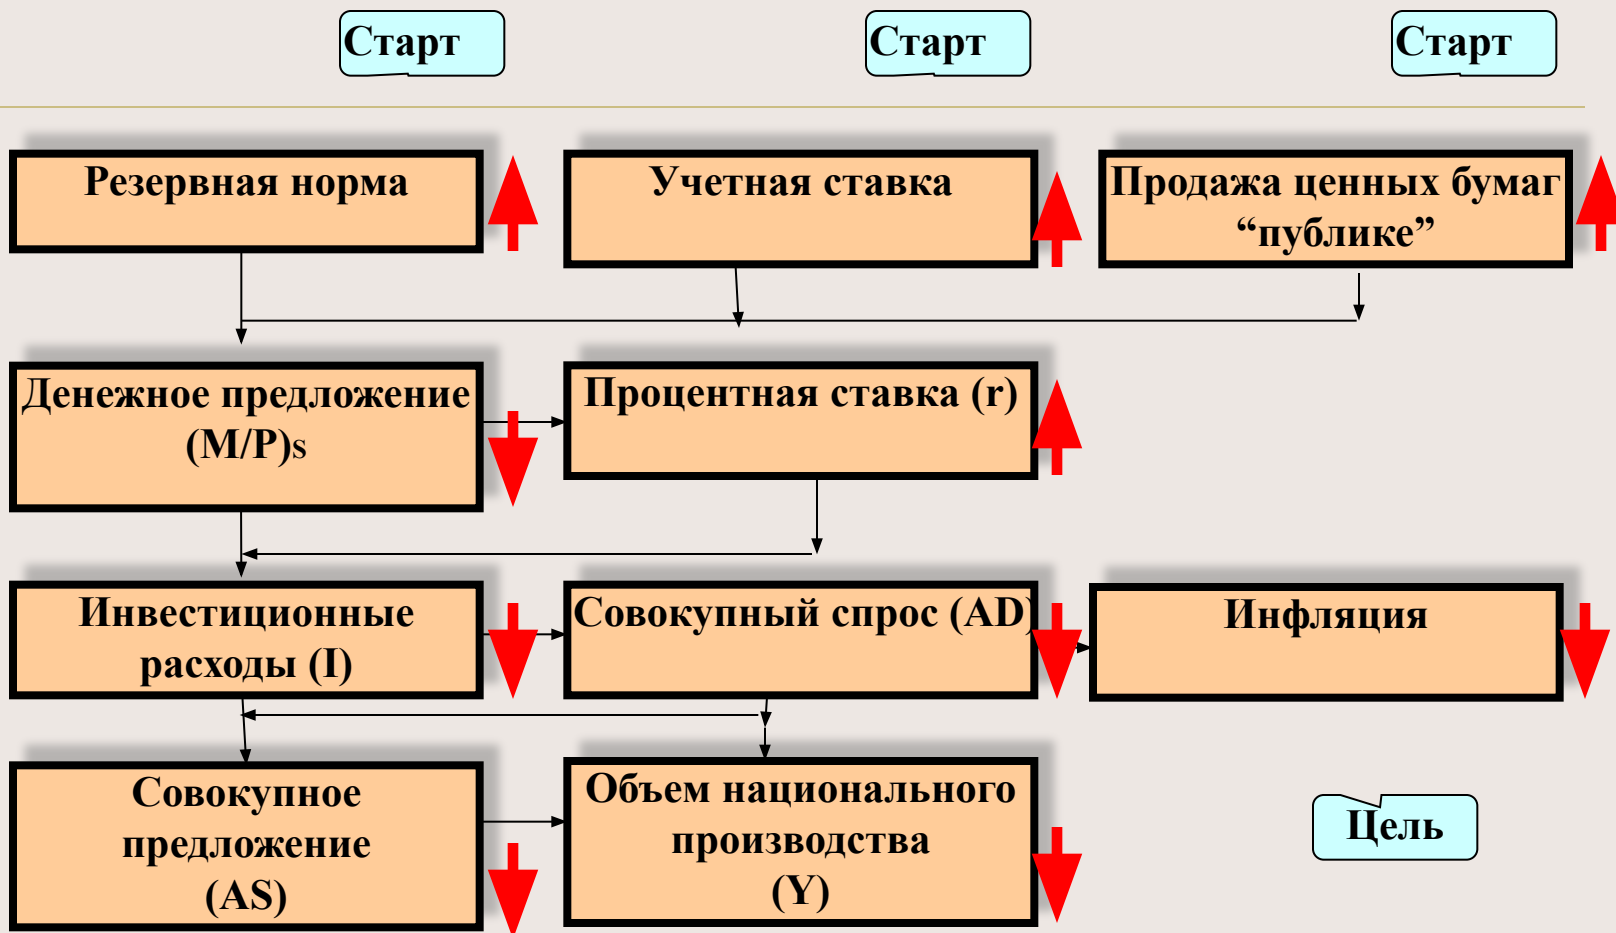 Старт
Старт
Старт
Резервная норма
Учетная ставка
Продажа ценных бумаг
“публике”
Денежное предложение
(M/P)s
Процентная ставка (r)
Инвестиционные
расходы (I)
Совокупный спрос (AD)
Инфляция
Совокупное
предложение
(AS)
Объем национального
производства
(Y)
Цель